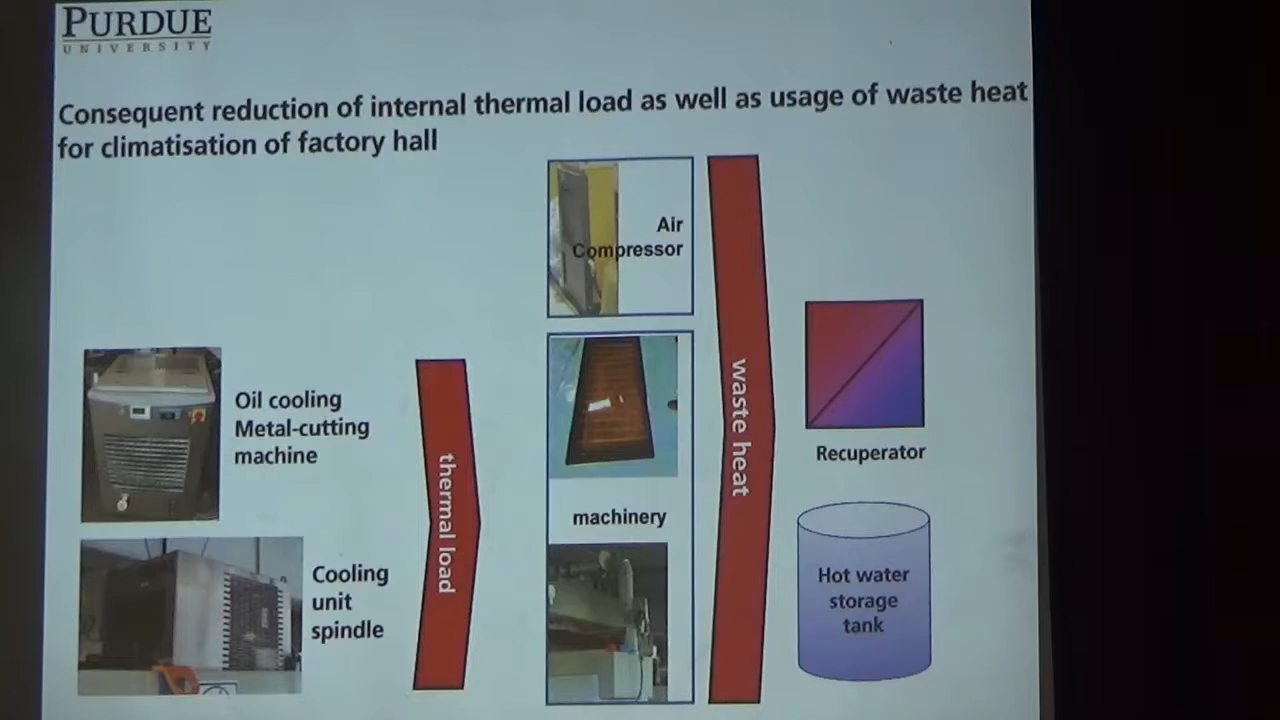 PURDUE
UNIVERSITY
Consequent reduction of internal thermal load as well as usage of waste heat
for climatisation of factory hall
Air
Compressor
Oil cooling
Metal-cutting
machine
thermal load
machinery
waste heat
Recuperator
Cooling
unit
spindle
Hot water
storage
tank